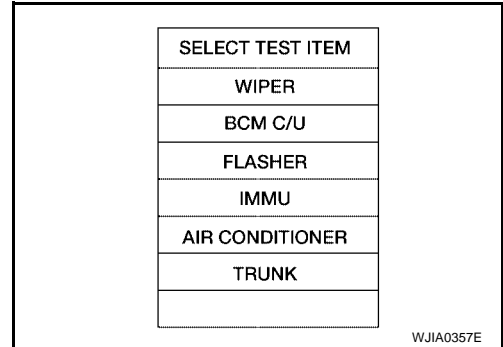 SELECT TEST ITEM
WIPER
BCM C/U
FLASHER
IMMU
AIR CONDITIONER
TRUNK
WJIA0357E